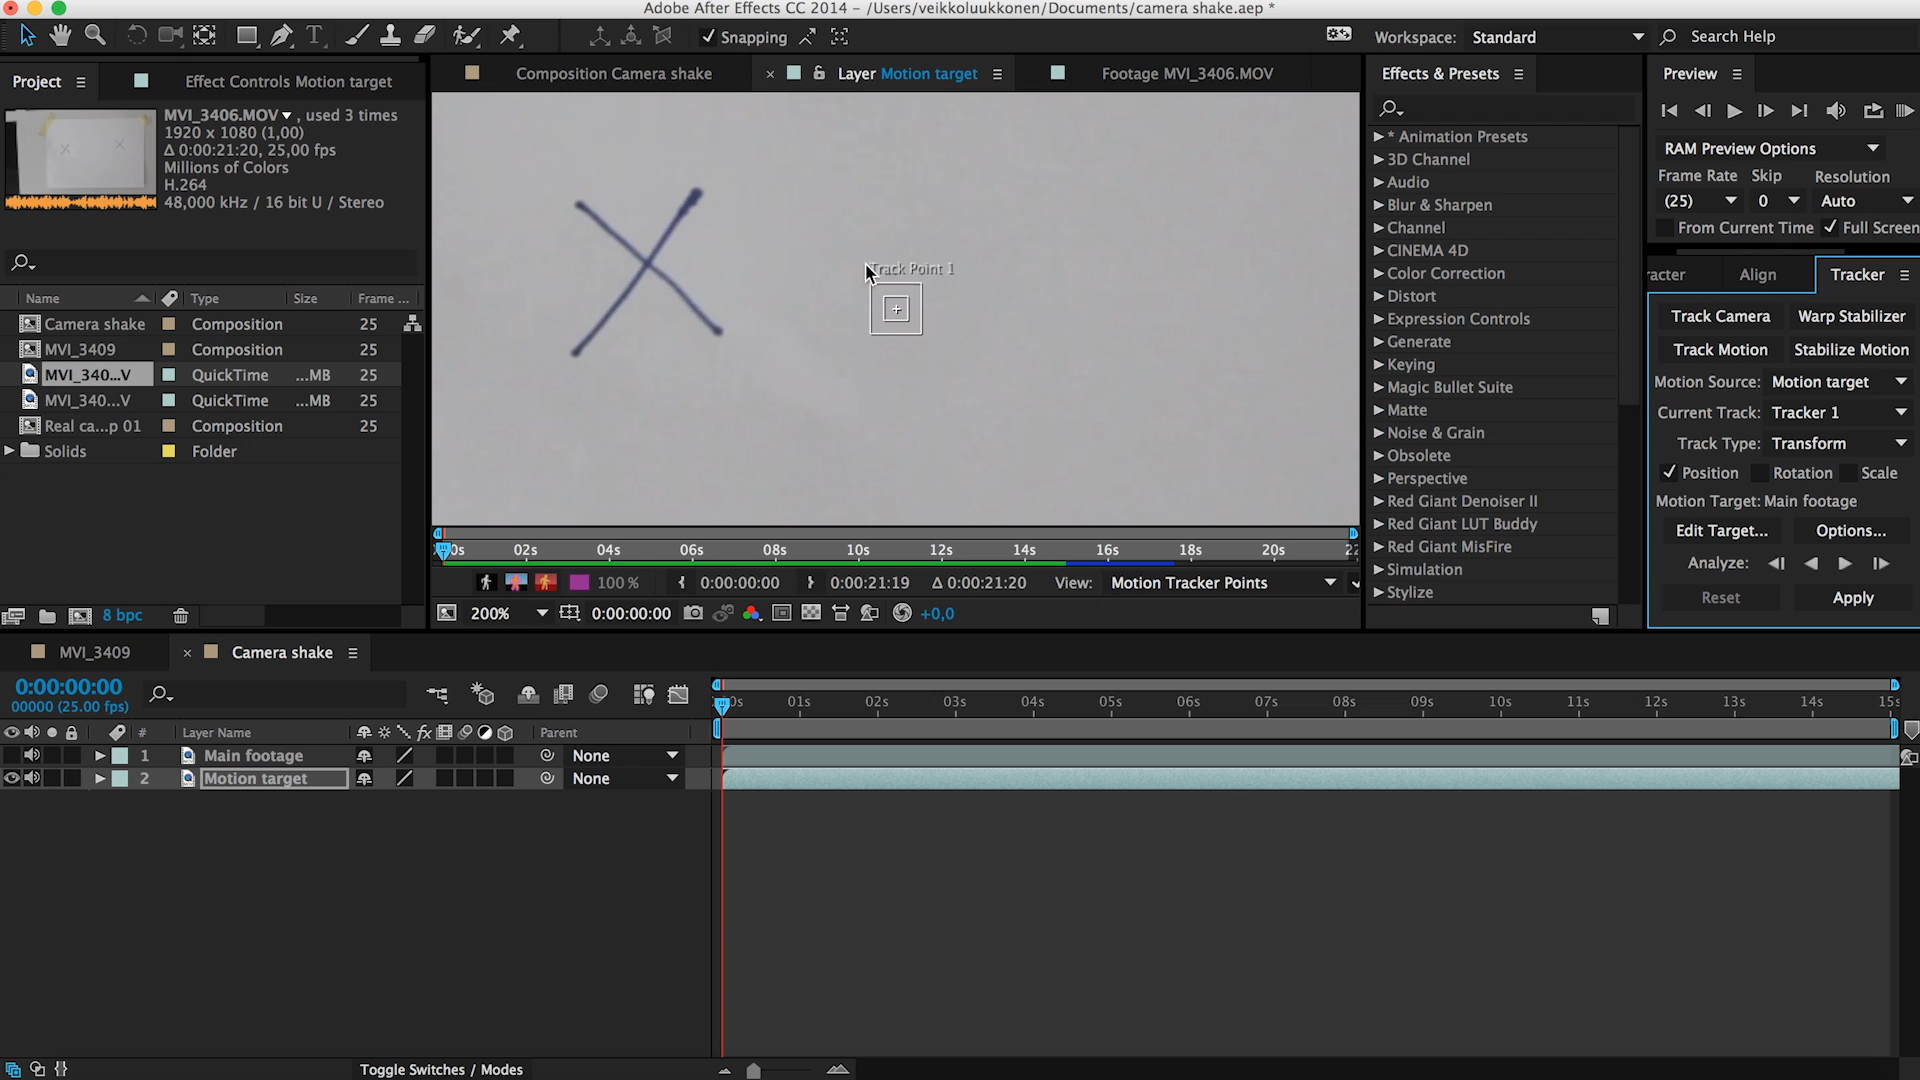 Adobe After Effects CC 2014 – /Users/veikkoluukkonen/Documents/camera shake.aep *
Snapping
Workspace: Standard
Search Help
Project
Effect Controls Motion target
Composition Camera shake
Layer Motion target
Footage MVI_3406.MOV
Effects & Presets
Preview
MVI_3406.MOV , used 3 times
1920 x 1080 (1,00)
Δ 0:00:21:20, 25,00 fps
Millions of Colors
H.264
48,000 kHz / 16 bit U / Stereo
Name Type Size Frame ...
Camera shake Composition 25
MVI_3409 Composition 25
MVI_340...V QuickTime ...MB 25
MVI_340...V QuickTime ...MB 25
Real ca...p 01 Composition 25
Solids Folder
8 bpc
Track Point 1
0s 02s 04s 06s 08s 10s 12s 14s 16s 18s 20s 22
100 % 0:00:00:00 0:00:21:19 Δ 0:00:21:20 View: Motion Tracker Points
200% 0:00:00:00 +0,0
* Animation Presets
3D Channel
Audio
Blur & Sharpen
Channel
CINEMA 4D
Color Correction
Distort
Expression Controls
Generate
Keying
Magic Bullet Suite
Matte
Noise & Grain
Obsolete
Perspective
Red Giant Denoiser II
Red Giant LUT Buddy
Red Giant MisFire
Simulation
Stylize
RAM Preview Options
Frame Rate Skip Resolution
(25) 0 Auto
From Current Time Full Screen
racter Align Tracker
Track Camera Warp Stabilizer
Track Motion Stabilize Motion
Motion Source: Motion target
Current Track: Tracker 1
Track Type: Transform
Position Rotation Scale
Motion Target: Main footage
Edit Target... Options...
Analyze:
Reset Apply
MVI_3409
Camera shake
0:00:00:00
00000 (25.00 fps)
0s 01s 02s 03s 04s 05s 06s 07s 08s 09s 10s 11s 12s 13s 14s 15s
# Layer Name fx Parent
1 Main footage None
2 Motion target None
Toggle Switches / Modes